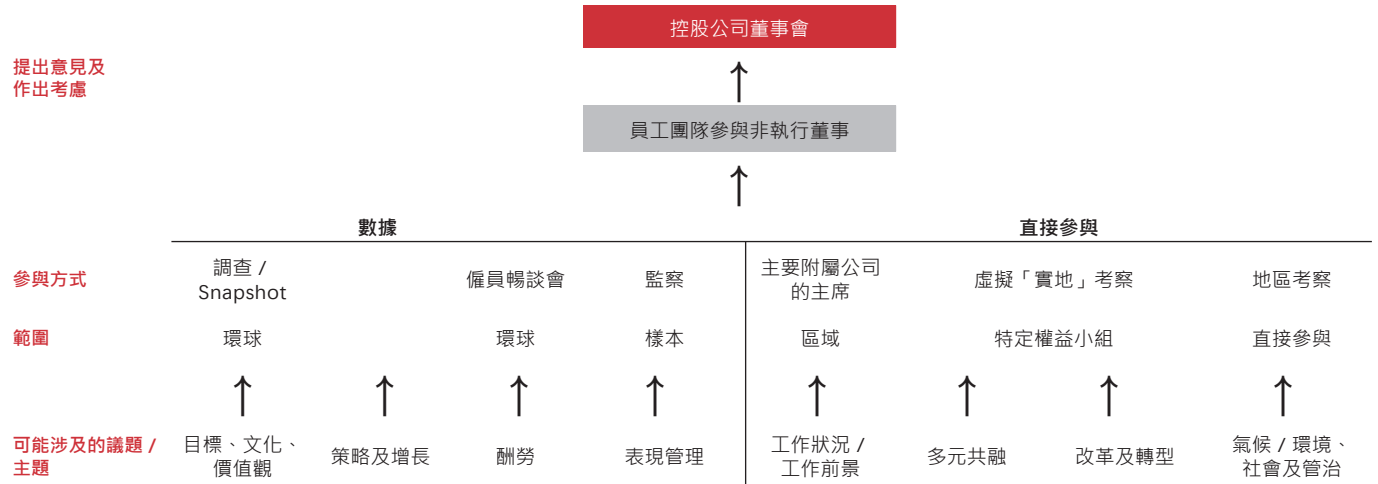 控股公司董事會
提出意見及
作出考慮
員工團隊參與非執行董事
數據 直接參與
參與方式 調查 / Snapshot 僱員暢談會 監察 主要附屬公司的主席 虛擬「實地」考察 地區考察
範圍 環球 環球 樣本 區域 特定權益小組 直接參與
可能涉及的議題 / 主題 目標、文化、價值觀 策略及增長 酬勞 表現管理 工作狀況 / 工作前景 多元共融 改革及轉型 氣候 / 環境、社會及管治